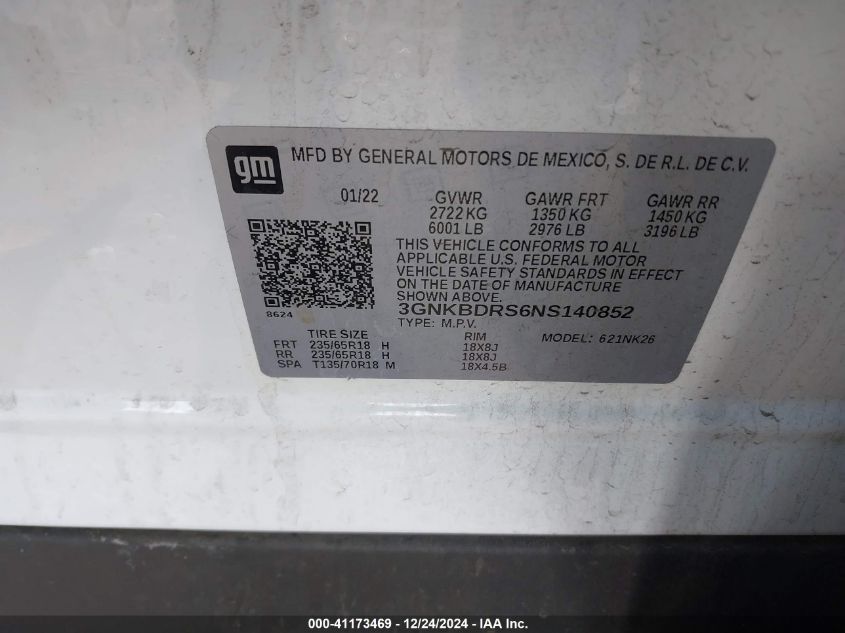 gm
MFD BY GENERAL MOTORS DE MEXICO, S. DE R.L. DE C.V.
01/22 GVWR GAWR FRT GAWR RR
2722 KG 1350 KG 1450 KG
6001 LB 2976 LB 3196 LB
THIS VEHICLE CONFORMS TO ALL
APPLICABLE U.S. FEDERAL MOTOR
VEHICLE SAFETY STANDARDS IN EFFECT
ON THE DATE OF MANUFACTURE
SHOWN ABOVE.
8624 3GNKBDRS6NS140852
TYPE: M.P.V. MODEL: 621NK26
TIRE SIZE RIM
FRT 235/65R18 H 18X8J
RR 235/65R18 H 18X8J
SPA T135/70R18 M 18X4.5B
000-41173469 - 12/24/2024 - IAA Inc.